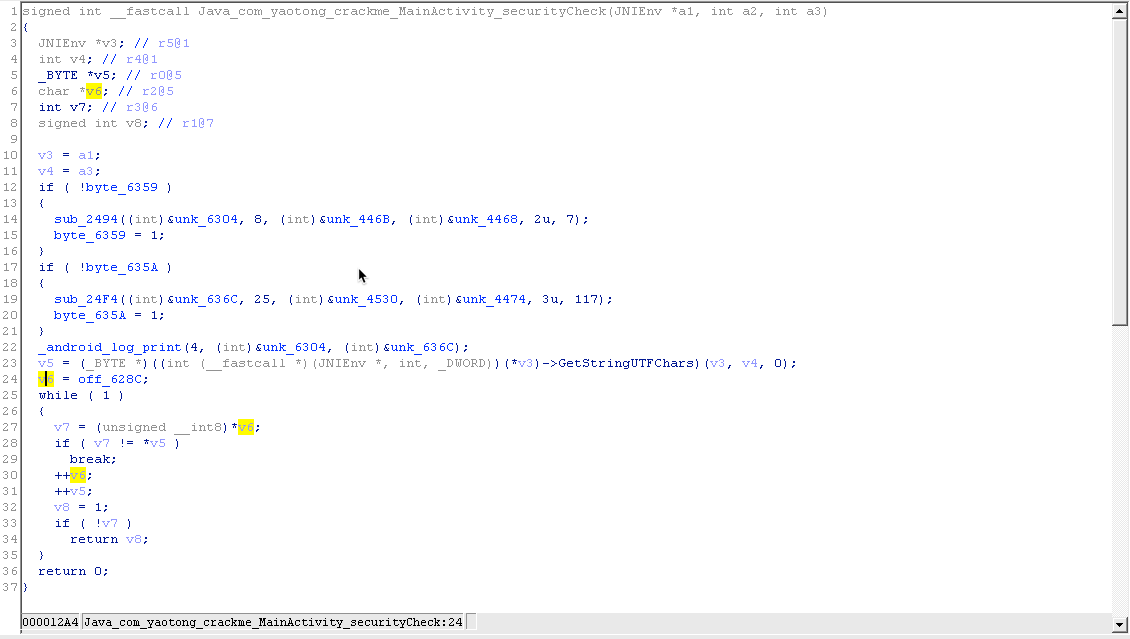 1 signed int __fastcall Java_com_yaotong_crackme_MainActivity_securityCheck(JNIEnv *a1, int a2, int a3)
2 {
3   JNIEnv *v3; // r5@1
4   int v4; // r4@1
5   _BYTE *v5; // r0@5
6   char *v6; // r2@5
7   int v7; // r3@6
8   signed int v8; // r1@7
9
10   v3 = a1;
11   v4 = a3;
12   if ( !byte_6359 )
13   {
14     sub_2494((int)&unk_6304, 8, (int)&unk_446B, (int)&unk_4468, 2u, 7);
15     byte_6359 = 1;
16   }
17   if ( !byte_635A )
18   {
19     sub_24F4((int)&unk_636C, 25, (int)&unk_4530, (int)&unk_4474, 3u, 117);
20     byte_635A = 1;
21   }
22   _android_log_print(4, (int)&unk_6304, (int)&unk_636C);
23   v5 = (_BYTE *)((int (__fastcall *)(JNIEnv *, int, _DWORD))(*v3)->GetStringUTFChars)(v3, v4, 0);
24   v6 = off_628C;
25   while ( 1 )
26   {
27     v7 = (unsigned __int8)*v6;
28     if ( v7 != *v5 )
29       break;
30     ++v6;
31     ++v5;
32     v8 = 1;
33     if ( !v7 )
34       return v8;
35   }
36   return 0;
37 }
000012A4 Java_com_yaotong_crackme_MainActivity_securityCheck:24